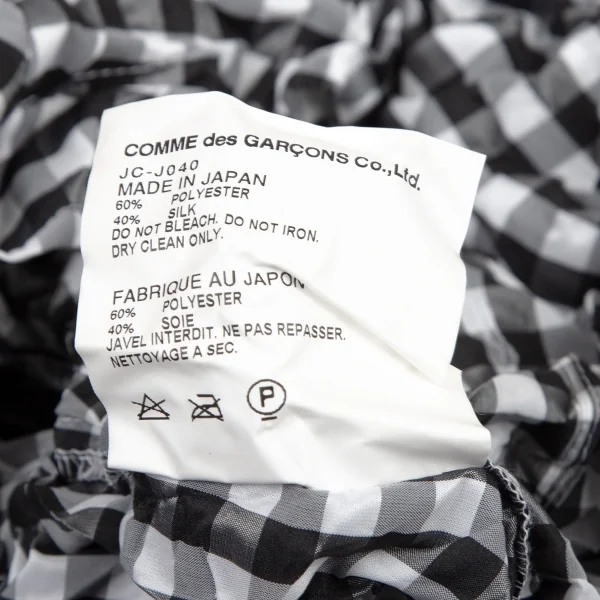 COMME des GARÇONS Co.,Ltd.
JC-J040
MADE IN JAPAN
60% POLYESTER
40% SILK
DO NOT BLEACH. DO NOT IRON.
DRY CLEAN ONLY.
FABRIQUE AU JAPON
60% POLYESTER
40% SOIE
JAVEL INTERDIT. NE PAS REPASSER.
NETTOYAGE A SEC.
P